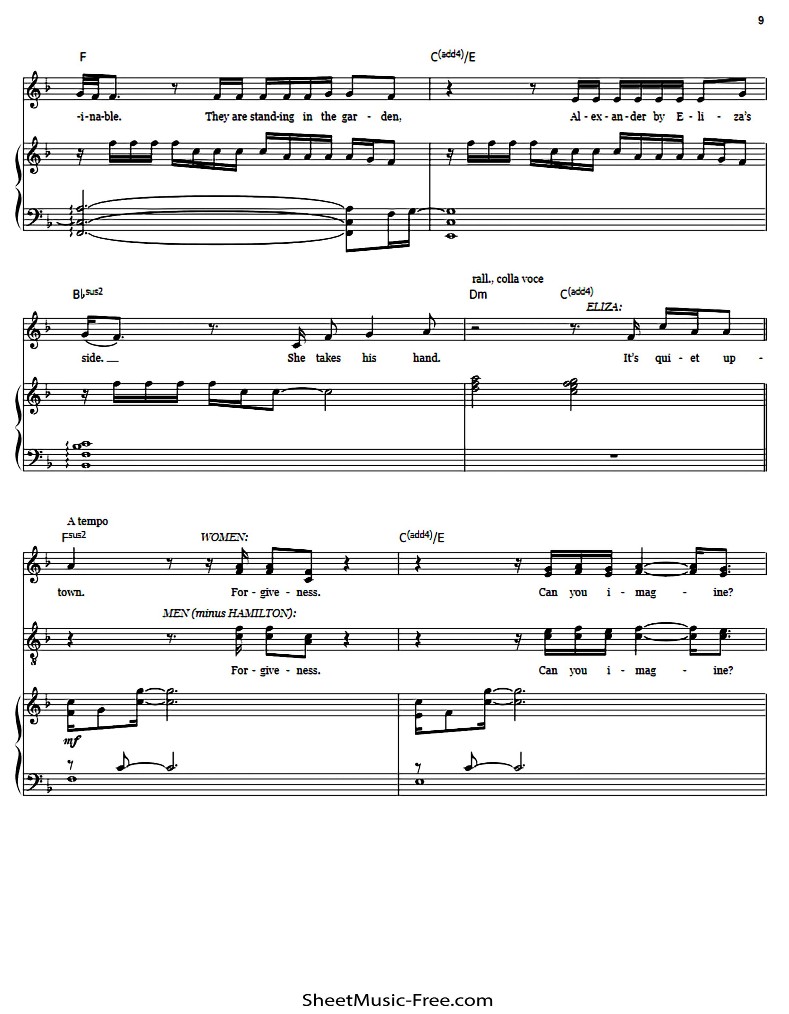 9
F C(add4)/E
-i-nable. They are stand-ing in the gar - den, Al - ex - an - der by E - li - za's
rall., colla voce
B♭sus2 Dm C(add4)
ELIZA:
side. She takes his hand. It's qui - et up -
A tempo
Fsus2 WOMEN: C(add4)/E
town. For - give - ness. Can you i - mag - ine?
MEN (minus HAMILTON):
For - give - ness. Can you i - mag - ine?
mf
SheetMusic-Free.com